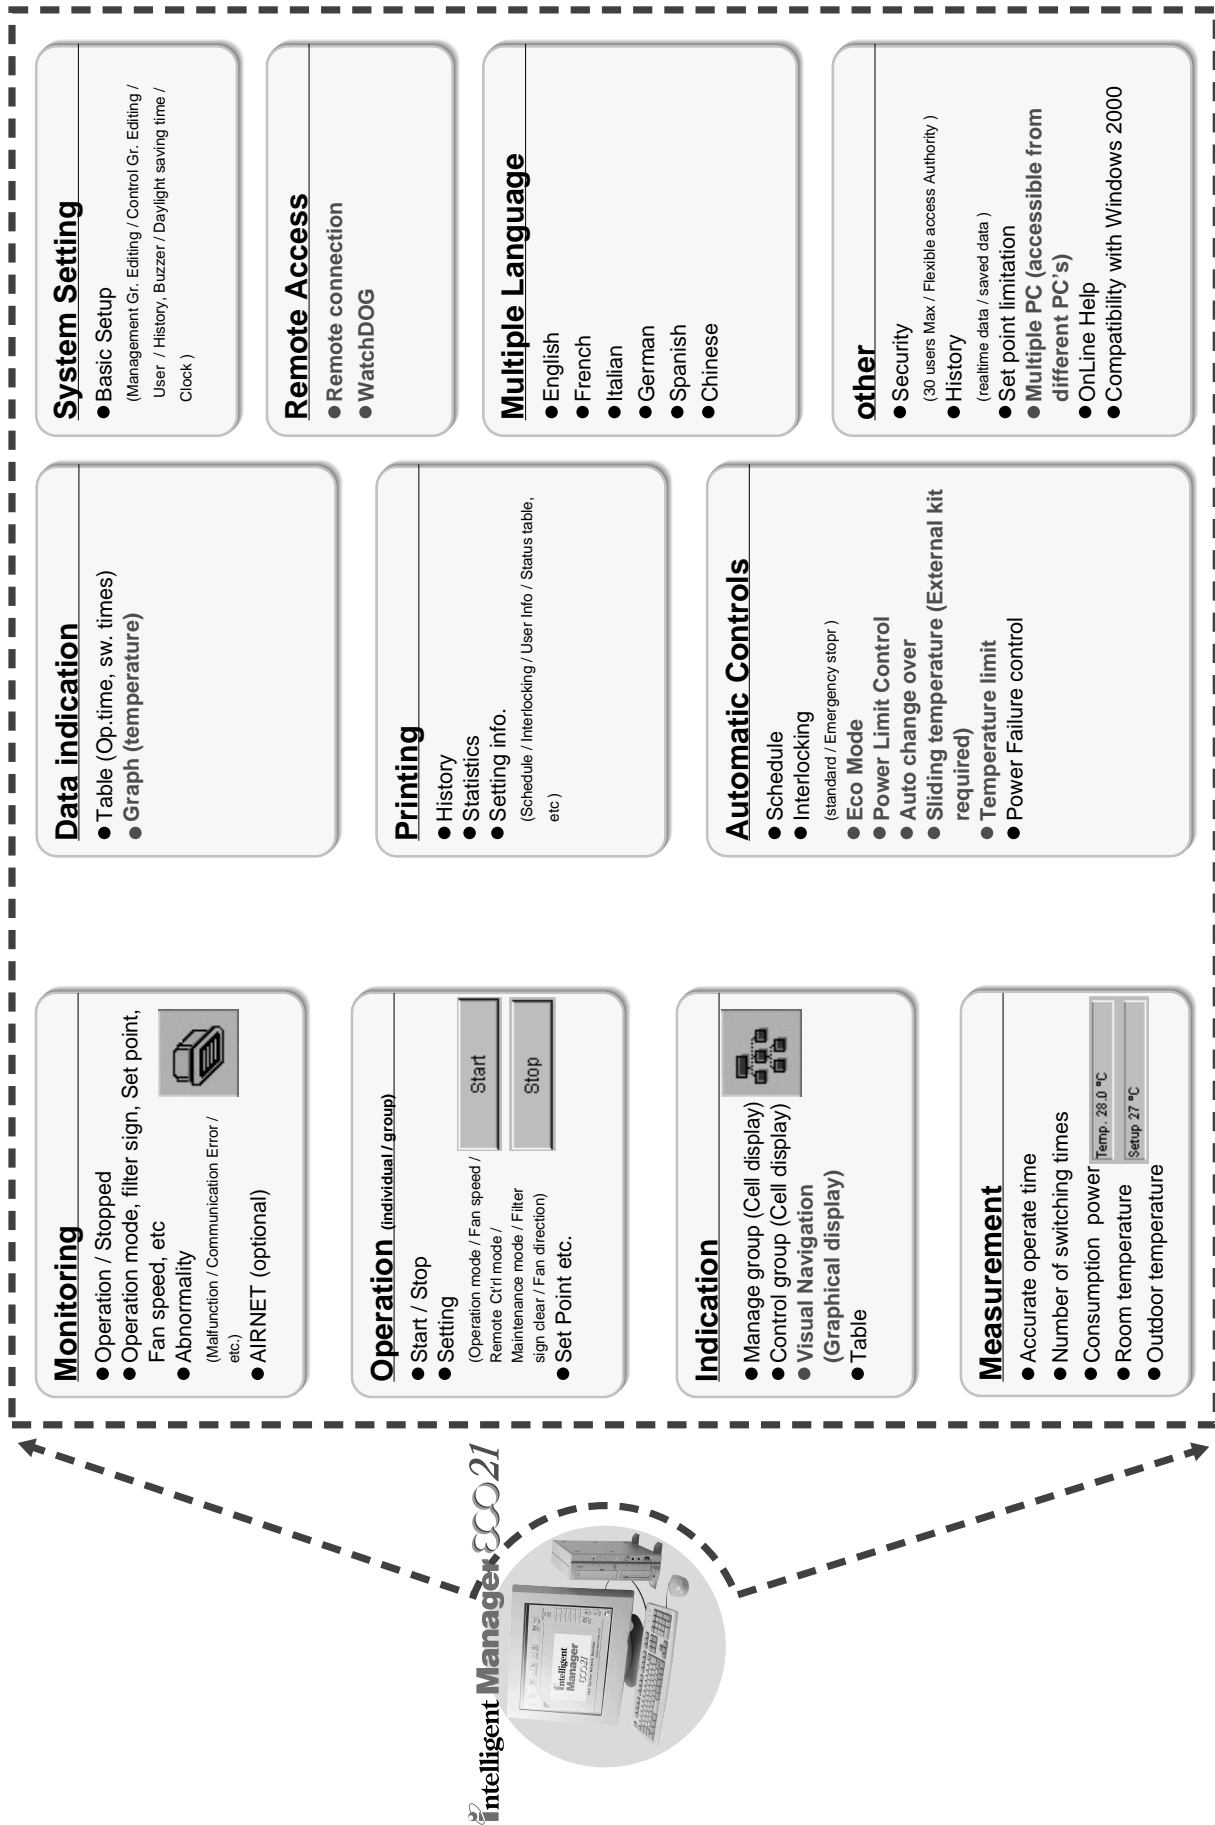 intelligent Manager ECO21
intelligent
Manager
ECO21
Monitoring
●Operation / Stopped
●Operation mode, filter sign, Set point,
Fan speed, etc
●Abnormality
(Malfunction / Communication Error /
etc.)
●AIRNET (optional)
Operation (individual / group)
●Start / Stop
●Setting
(Operation mode / Fan speed /
Remote Ct'rl mode /
Maintenance mode / Filter
sign clear / Fan direction)
●Set Point etc.
Start
Stop
Indication
●Manage group (Cell display)
●Control group (Cell display)
●Visual Navigation
(Graphical display)
●Table
Measurement
●Accurate operate time
●Number of switching times
●Consumption power
●Room temperature
●Outdoor temperature
Temp. 28.0 °C
Setup 27 °C
Data indication
●Table (Op.time, sw. times)
●Graph (temperature)
Printing
●History
●Statistics
●Setting info.
(Schedule / Interlocking / User Info / Status table,
etc )
Automatic Controls
●Schedule
●Interlocking
(standard / Emergency stopr )
●Eco Mode
●Power Limit Control
●Auto change over
●Sliding temperature (External kit
required)
●Temperature limit
●Power Failure control
System Setting
●Basic Setup
(Management Gr. Editing / Control Gr. Editing /
User / History, Buzzer / Daylight saving time /
Clock )
Remote Access
●Remote connection
●WatchDOG
Multiple Language
●English
●French
●Italian
●German
●Spanish
●Chinese
other
●Security
(30 users Max / Flexible access Authority )
●History
(realtime data / saved data )
●Set point limitation
●Multiple PC (accessible from
different PC's)
●OnLine Help
●Compatibility with Windows 2000